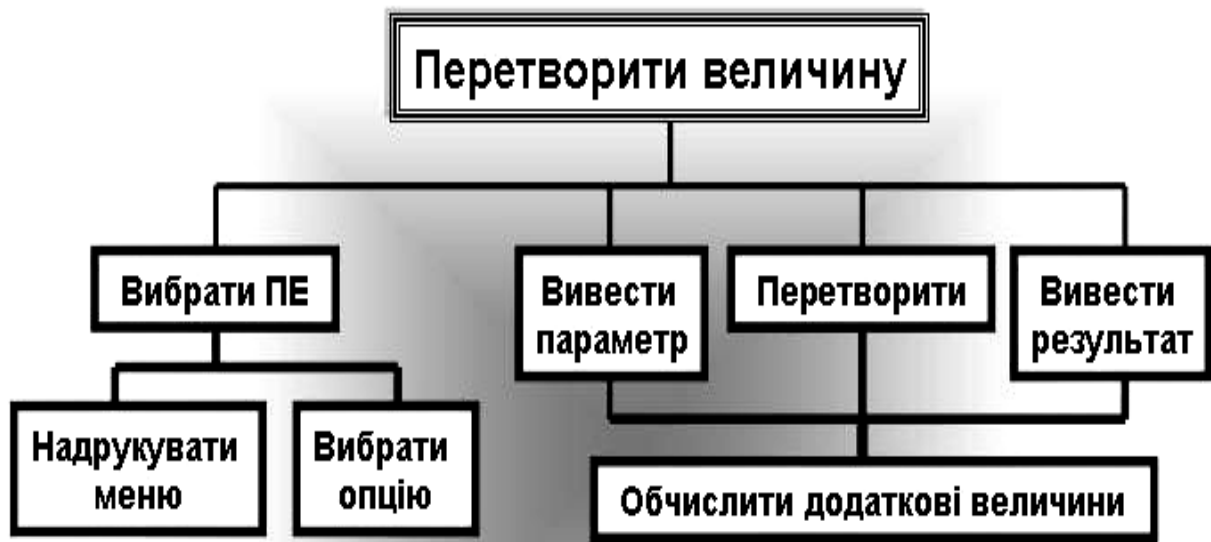 Перетворити величину
Вибрати ПЕ
Вивести
параметр
Перетворити
Вивести
результат
Надрукувати
меню
Вибрати
опцію
Обчислити додаткові величини